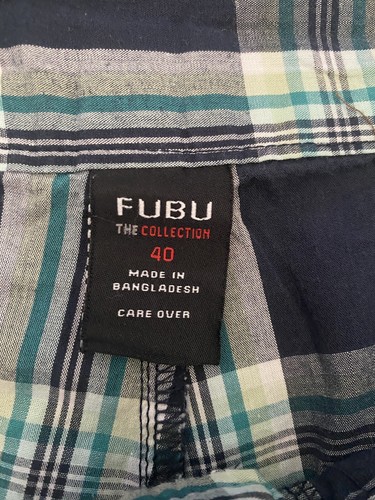 FUBU
THE COLLECTION
40
MADE IN
BANGLADESH
CARE OVER